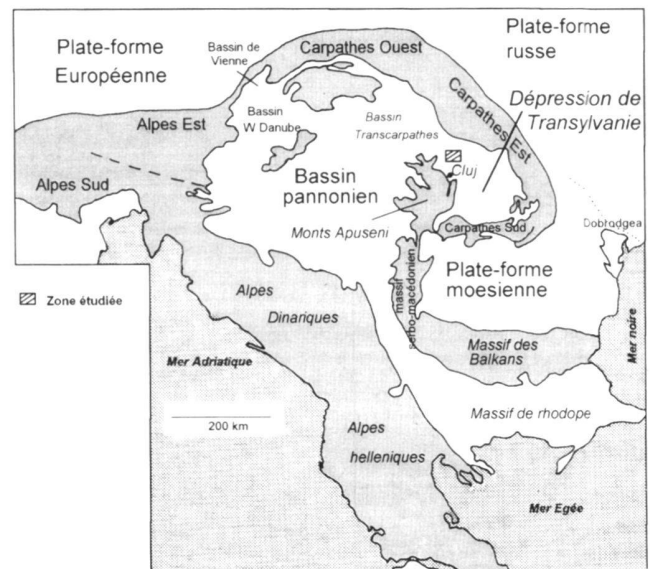 Plate-forme
Européenne
Bassin de
Vienne
Carpathes Ouest
Plate-forme
russe
Carpathes Est
Dépression de
Transylvanie
Alpes Est
Bassin
W Danube
Bassin
Transcarpathes
Alpes Sud
Bassin
pannonien
Cluj
Monts Apuseni
Carpathes Sud
Dobrodgea
massif
serbo-macédonien
Plate-forme
moesienne
Zone étudiée
Alpes
Dinariques
Mer Adriatique
Massif des
Balkans
Mer noire
200 km
Massif de rhodope
Alpes
helleniques
Mer Egée